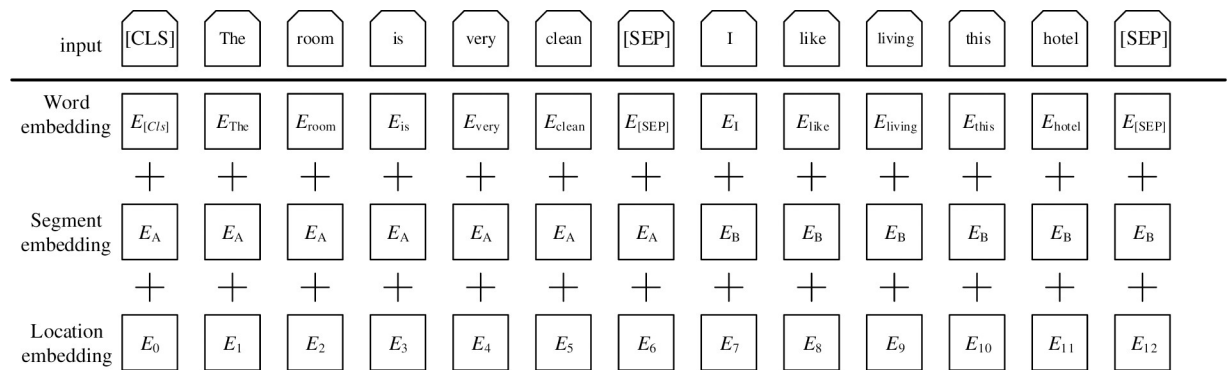 input [CLS] The room is very clean [SEP] I like living this hotel [SEP]
Word embedding E[Cls] EThe Eroom Eis Every Eclean E[SEP] EI Elike Eliving Ethis Ehotel E[SEP]
+ + + + + + + + + + + + +
Segment embedding EA EA EA EA EA EA EA EB EB EB EB EB EB
+ + + + + + + + + + + + +
Location embedding E0 E1 E2 E3 E4 E5 E6 E7 E8 E9 E10 E11 E12